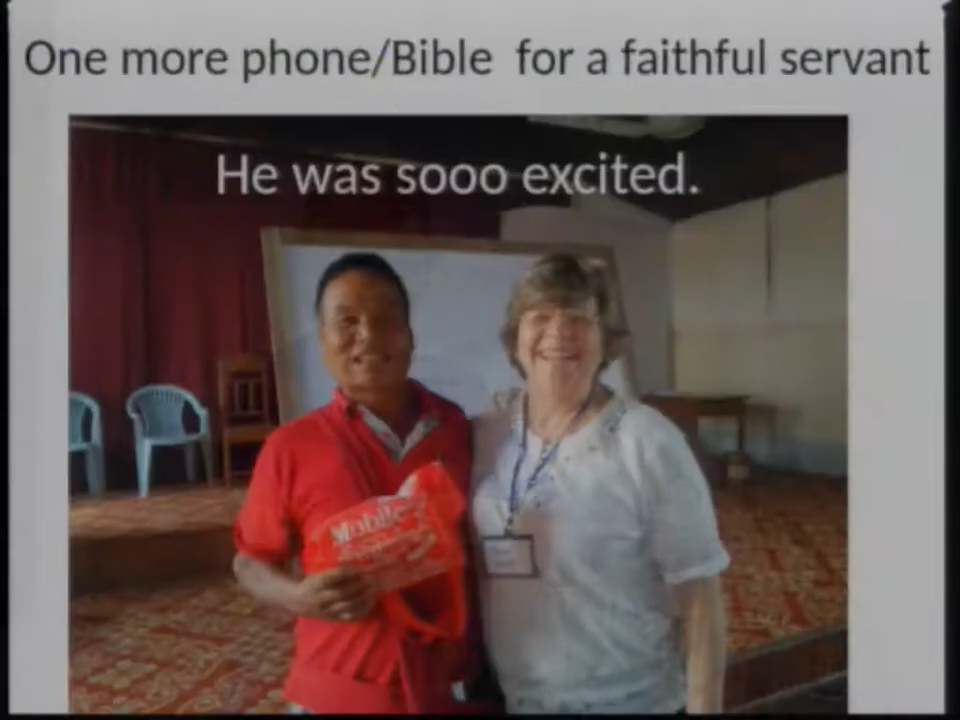 One more phone/Bible for a faithful servant
He was sooo excited.
Mobile